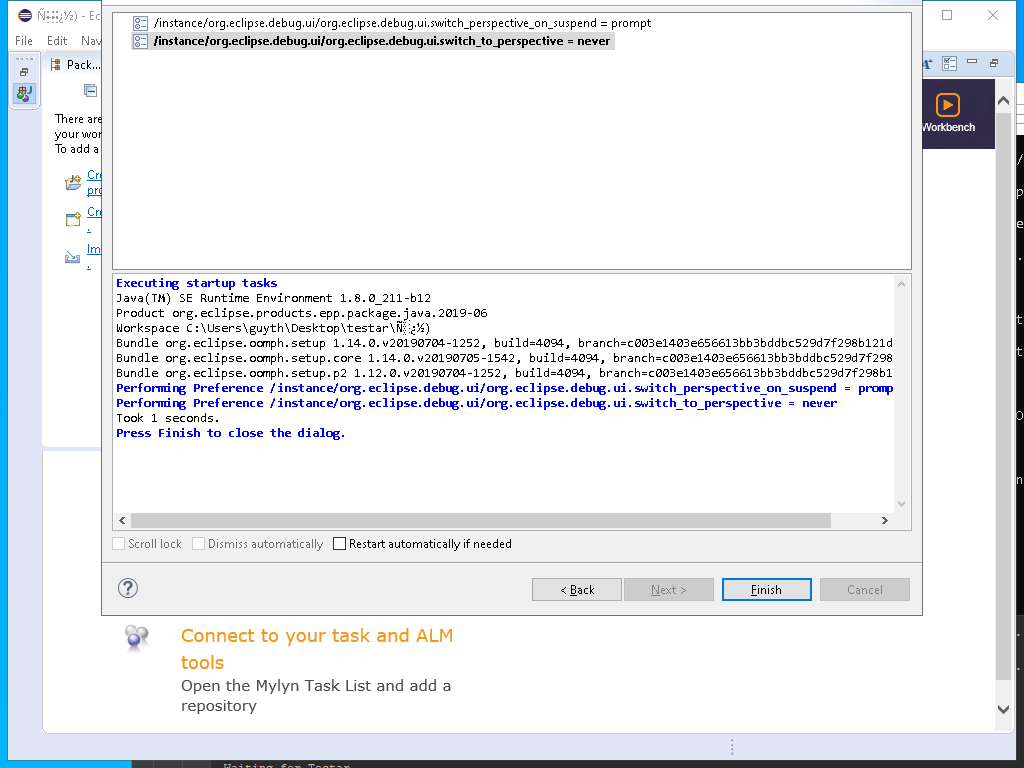 File Edit Nav
Pack...
There are
your wor
To add a
Cre
pro
Cre
Im
/instance/org.eclipse.debug.ui/org.eclipse.debug.ui.switch_perspective_on_suspend = prompt
/instance/org.eclipse.debug.ui/org.eclipse.debug.ui.switch_to_perspective = never
Workbench
Executing startup tasks
Java(TM) SE Runtime Environment 1.8.0_211-b12
Product org.eclipse.products.epp.package.java.2019-06
Workspace C:\Users\guyth\Desktop\testar\
Bundle org.eclipse.oomph.setup 1.14.0.v20190704-1252, build=4094, branch=c003e1403e656613bb3bddbc529d7f298b121d
Bundle org.eclipse.oomph.setup.core 1.14.0.v20190705-1542, build=4094, branch=c003e1403e656613bb3bddbc529d7f298
Bundle org.eclipse.oomph.setup.p2 1.12.0.v20190704-1252, build=4094, branch=c003e1403e656613bb3bddbc529d7f298b1
Performing Preference /instance/org.eclipse.debug.ui/org.eclipse.debug.ui.switch_perspective_on_suspend = promp
Performing Preference /instance/org.eclipse.debug.ui/org.eclipse.debug.ui.switch_to_perspective = never
Took 1 seconds.
Press Finish to close the dialog.
Scroll lock Dismiss automatically Restart automatically if needed
? < Back Next > Finish Cancel
Connect to your task and ALM
tools
Open the Mylyn Task List and add a
repository
Waiting for Testar